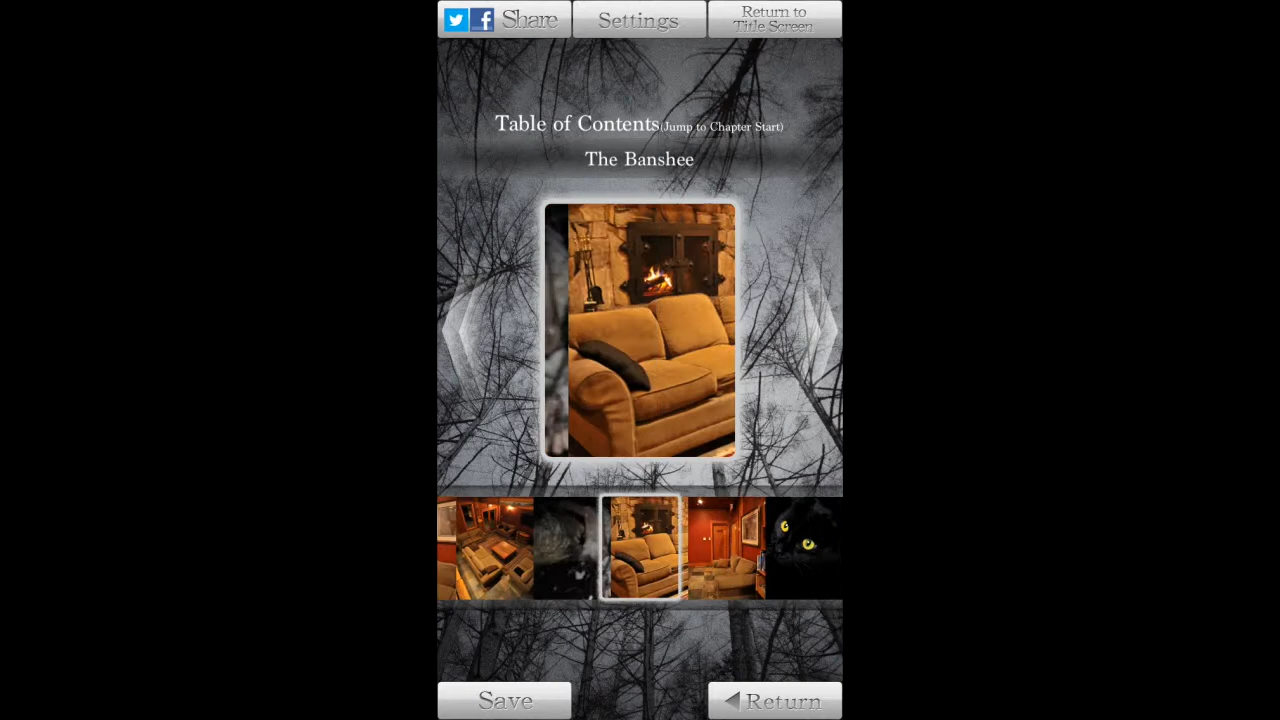 Share
Settings
Return to
Title Screen
Table of Contents(Jump to Chapter Start)
The Banshee
Save
Return